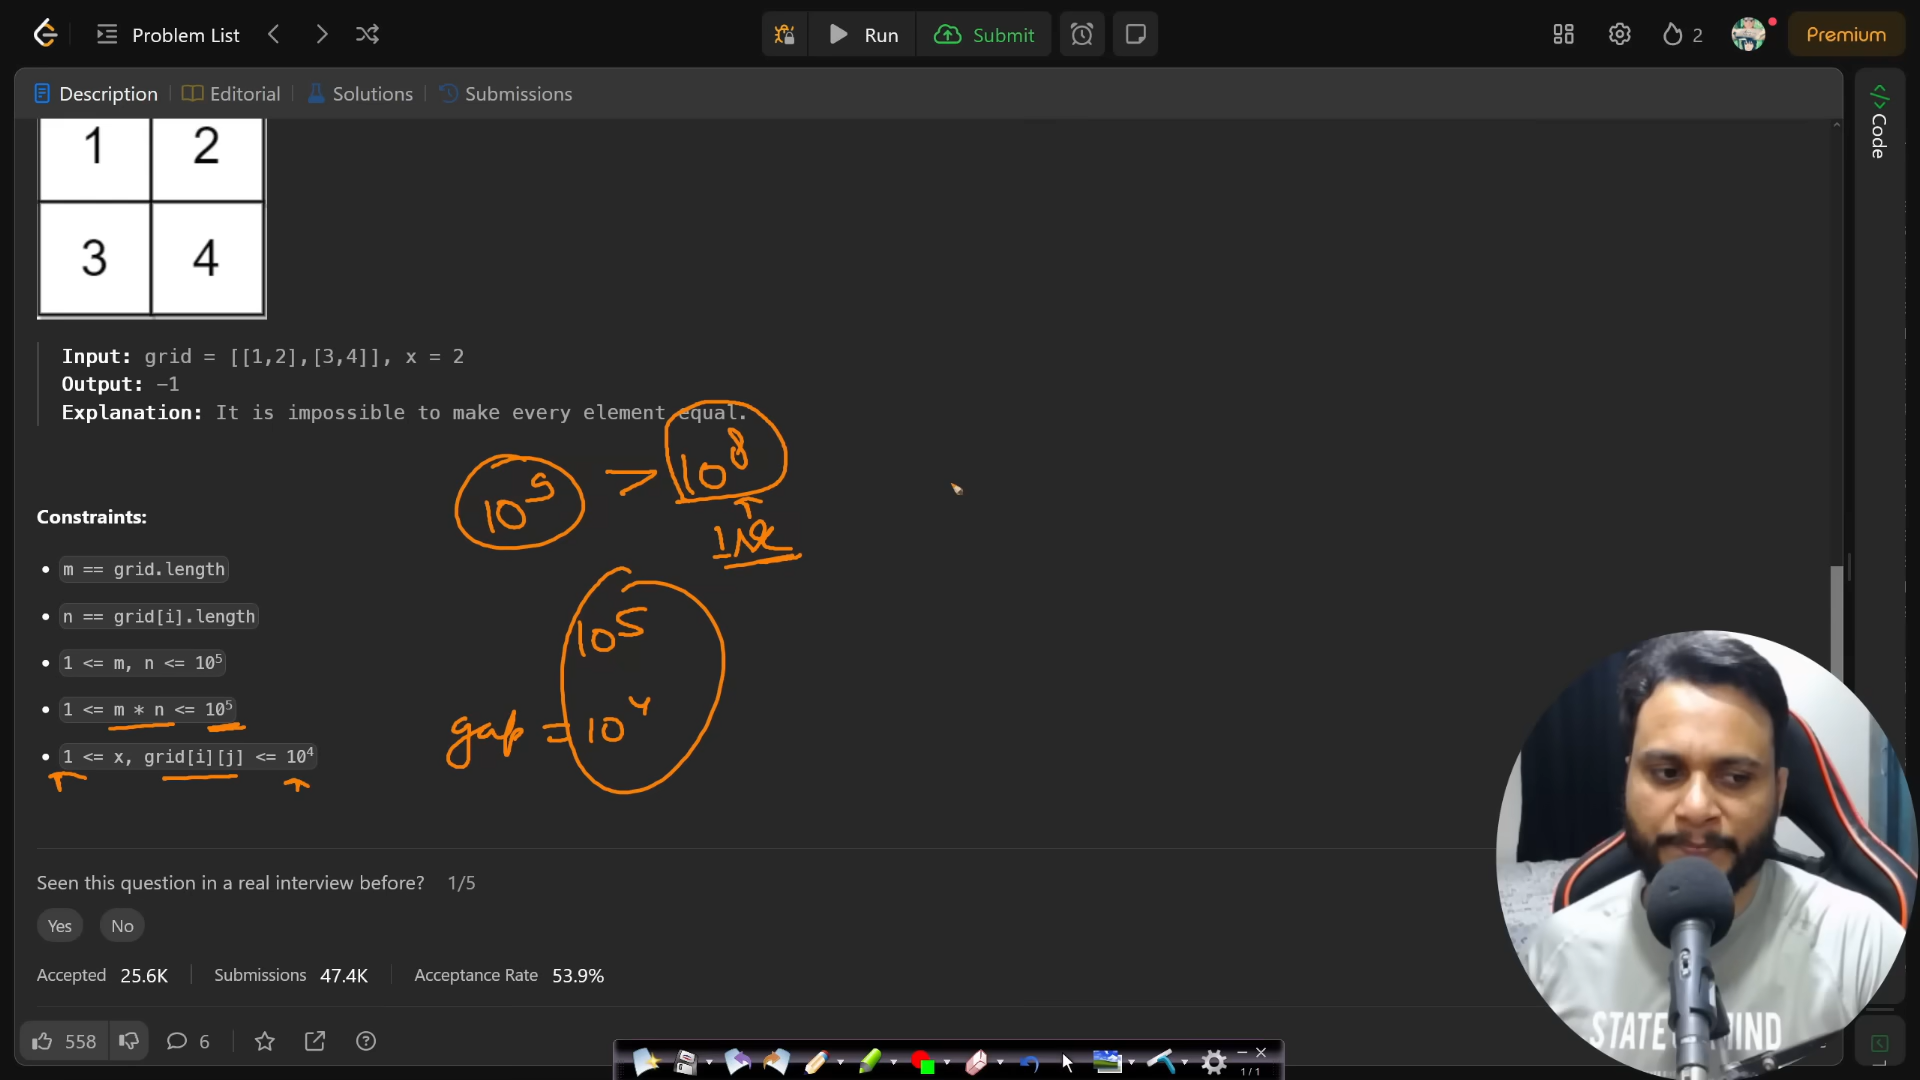 Problem List
Run
Submit
2
Premium
Description
Editorial
Solutions
Submissions
Code
1 2
3 4
Input: grid = [[1,2],[3,4]], x = 2
Output: -1
Explanation: It is impossible to make every element equal.
10^5 > 10^8
Constraints:
m == grid.length
n == grid[i].length
1 <= m, n <= 10^5
1 <= m * n <= 10^5
1 <= x, grid[i][j] <= 10^4
10^5
gap = 10^4
Seen this question in a real interview before? 1/5
Yes No
Accepted 25.6K
Submissions 47.4K
Acceptance Rate 53.9%
558
6
1/1